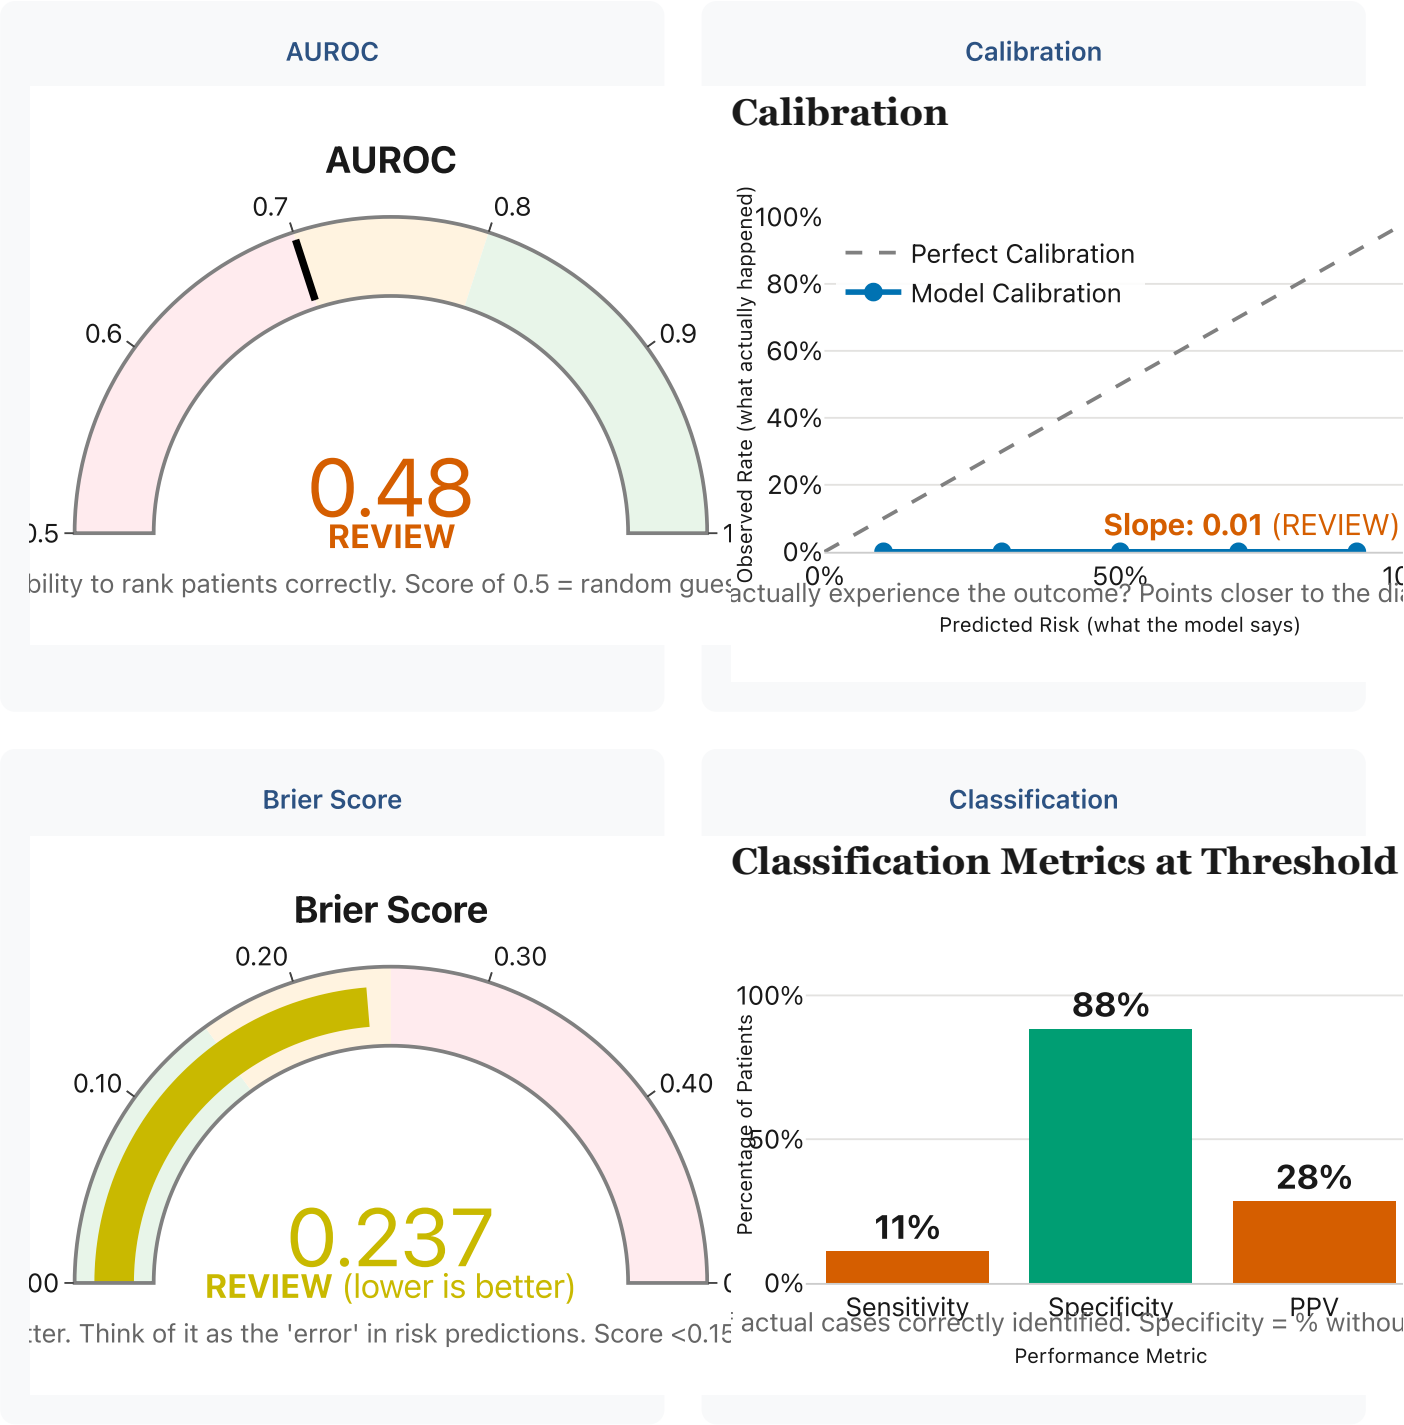 AUROC
AUROC
0.7
0.8
0.6
0.9
0.48
REVIEW
0.5
1
bility to rank patients correctly. Score of 0.5 = random gues
Calibration
Calibration
Observed Rate (what actually happened)
100%
80%
60%
40%
20%
0%
Perfect Calibration
Model Calibration
Slope: 0.01 (REVIEW)
0%
50%
10
actually experience the outcome? Points closer to the dia
Predicted Risk (what the model says)
Brier Score
Brier Score
0.20
0.30
0.10
0.40
0.237
REVIEW (lower is better)
00
tter. Think of it as the 'error' in risk predictions. Score <0.15
Classification
Classification Metrics at Threshold
Percentage of Patients
100%
50%
0%
88%
28%
11%
Sensitivity
Specificity
PPV
actual cases correctly identified. Specificity = % withou
Performance Metric